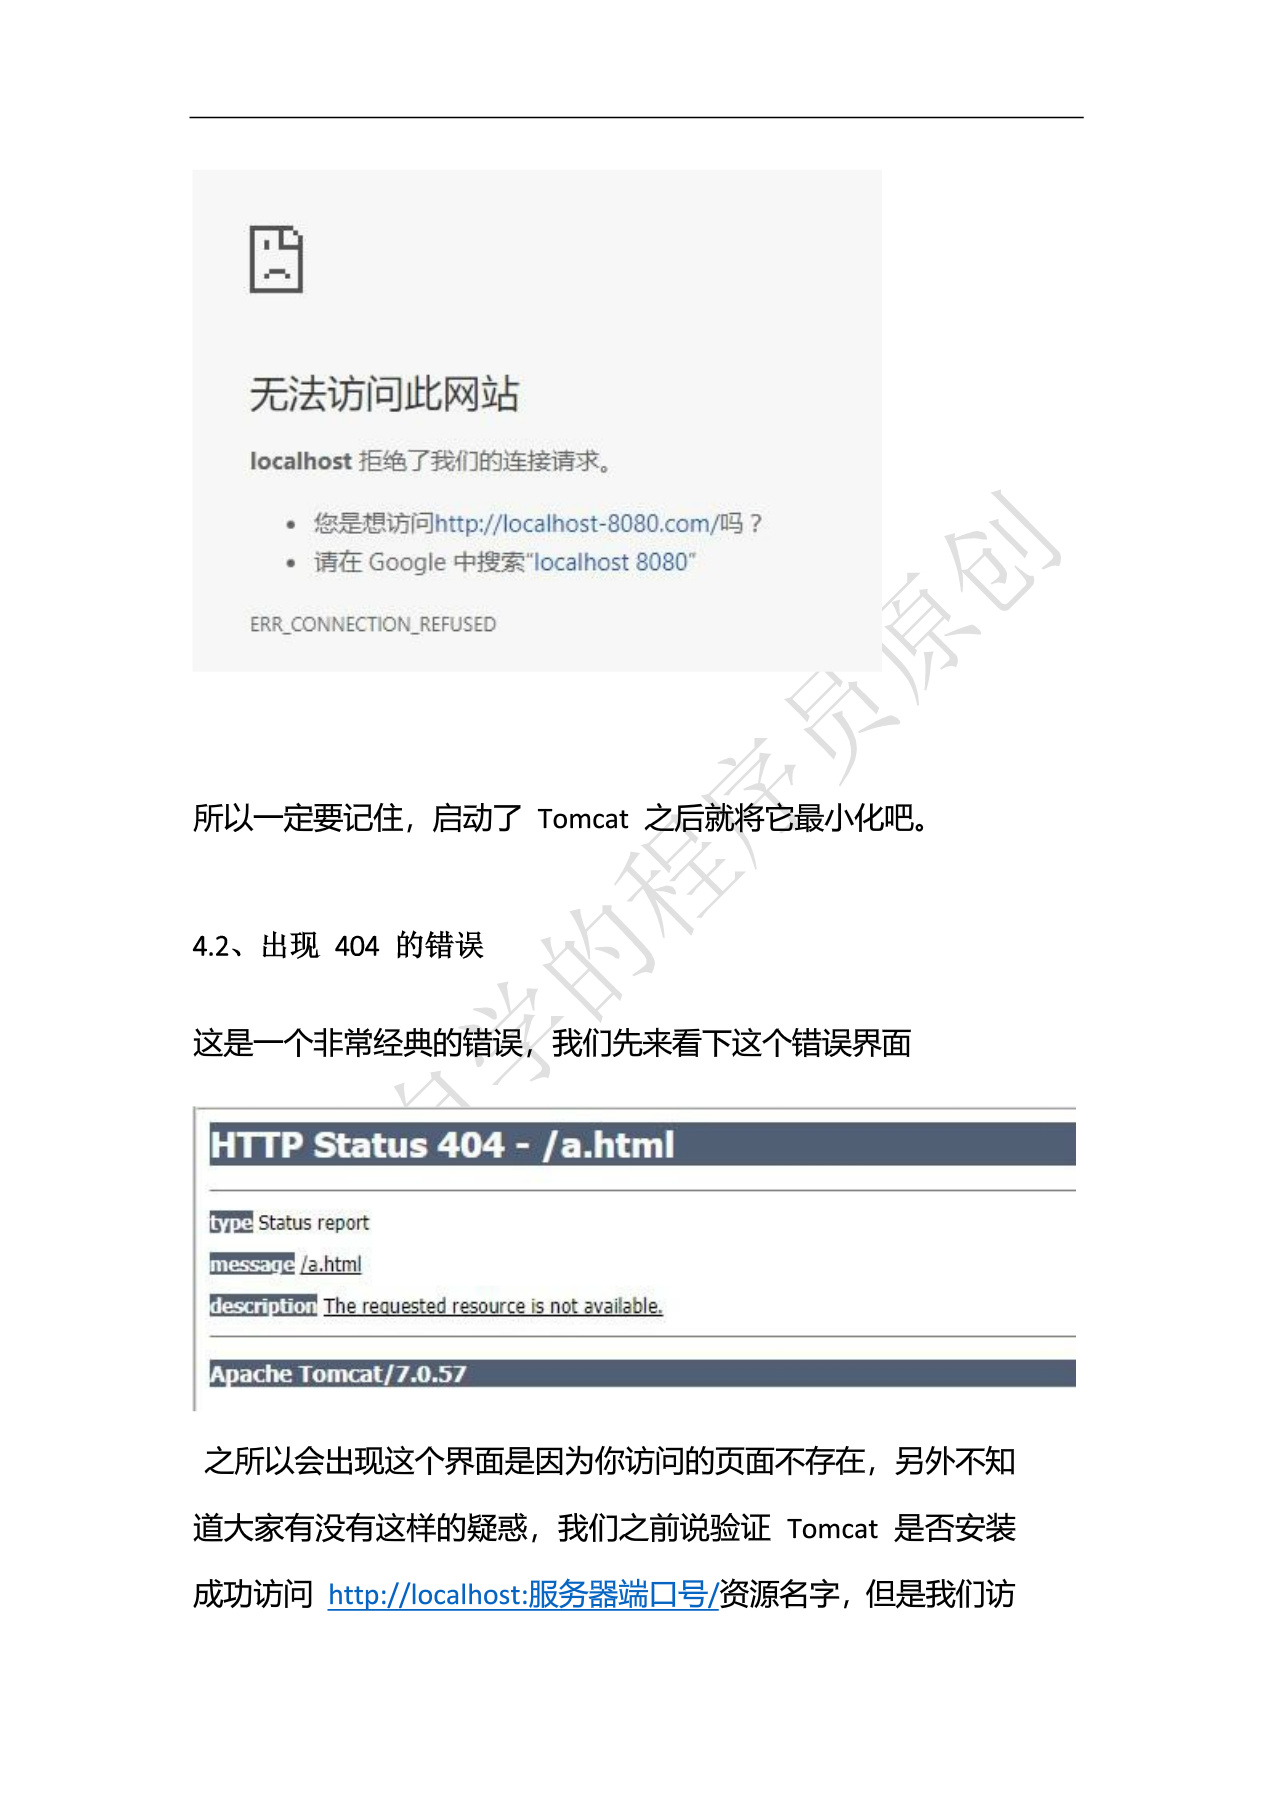 无法访问此网站
localhost 拒绝了我们的连接请求。
• 您是想访问http://localhost-8080.com/吗？
• 请在 Google 中搜索"localhost 8080"
ERR_CONNECTION_REFUSED
所以一定要记住，启动了 Tomcat 之后就将它最小化吧。
4.2、出现 404 的错误
这是一个非常经典的错误，我们先来看下这个错误界面
HTTP Status 404 - /a.html
type Status report
message /a.html
description The requested resource is not available.
Apache Tomcat/7.0.57
之所以会出现这个界面是因为你访问的页面不存在，另外不知
道大家有没有这样的疑惑，我们之前说验证 Tomcat 是否安装
成功访问 http://localhost:服务器端口号/资源名字，但是我们访
自学的程序员原创